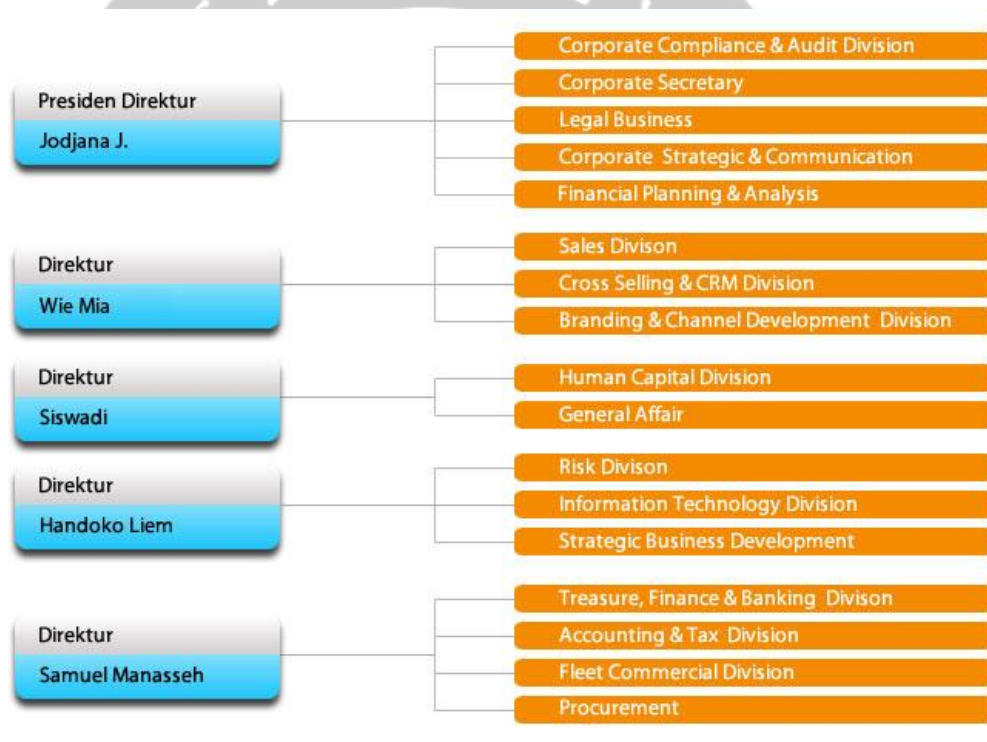 Presiden Direktur
Jodjana J.
Corporate Compliance & Audit Division
Corporate Secretary
Legal Business
Corporate Strategic & Communication
Financial Planning & Analysis
Direktur
Wie Mia
Sales Divison
Cross Selling & CRM Division
Branding & Channel Development Division
Direktur
Siswadi
Human Capital Division
General Affair
Direktur
Handoko Liem
Risk Divison
Information Technology Division
Strategic Business Development
Direktur
Samuel Manasseh
Treasure, Finance & Banking Divison
Accounting & Tax Division
Fleet Commercial Division
Procurement